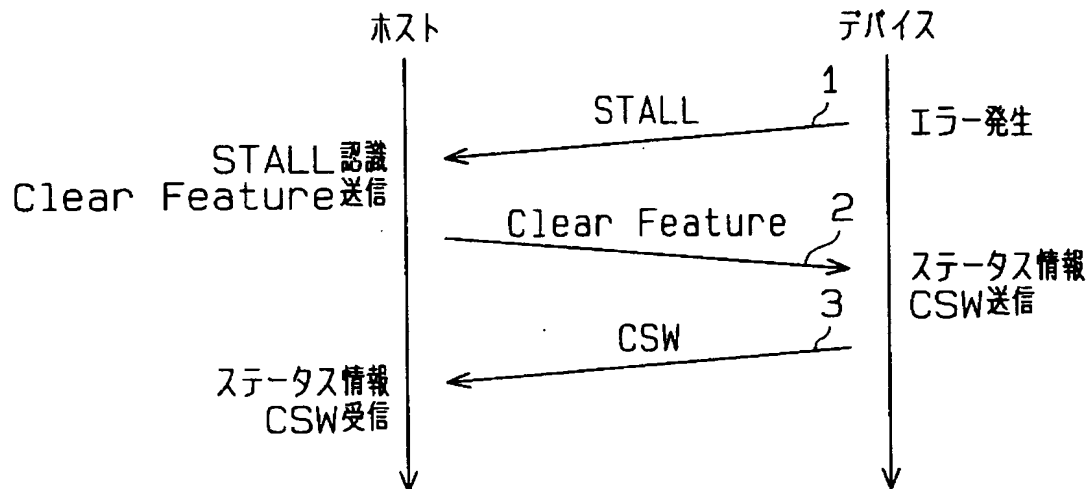 ホスト
デバイス
1
STALL
エラー発生
STALL認識
Clear Feature送信
Clear Feature
2
ステータス情報
CSW送信
3
CSW
ステータス情報
CSW受信